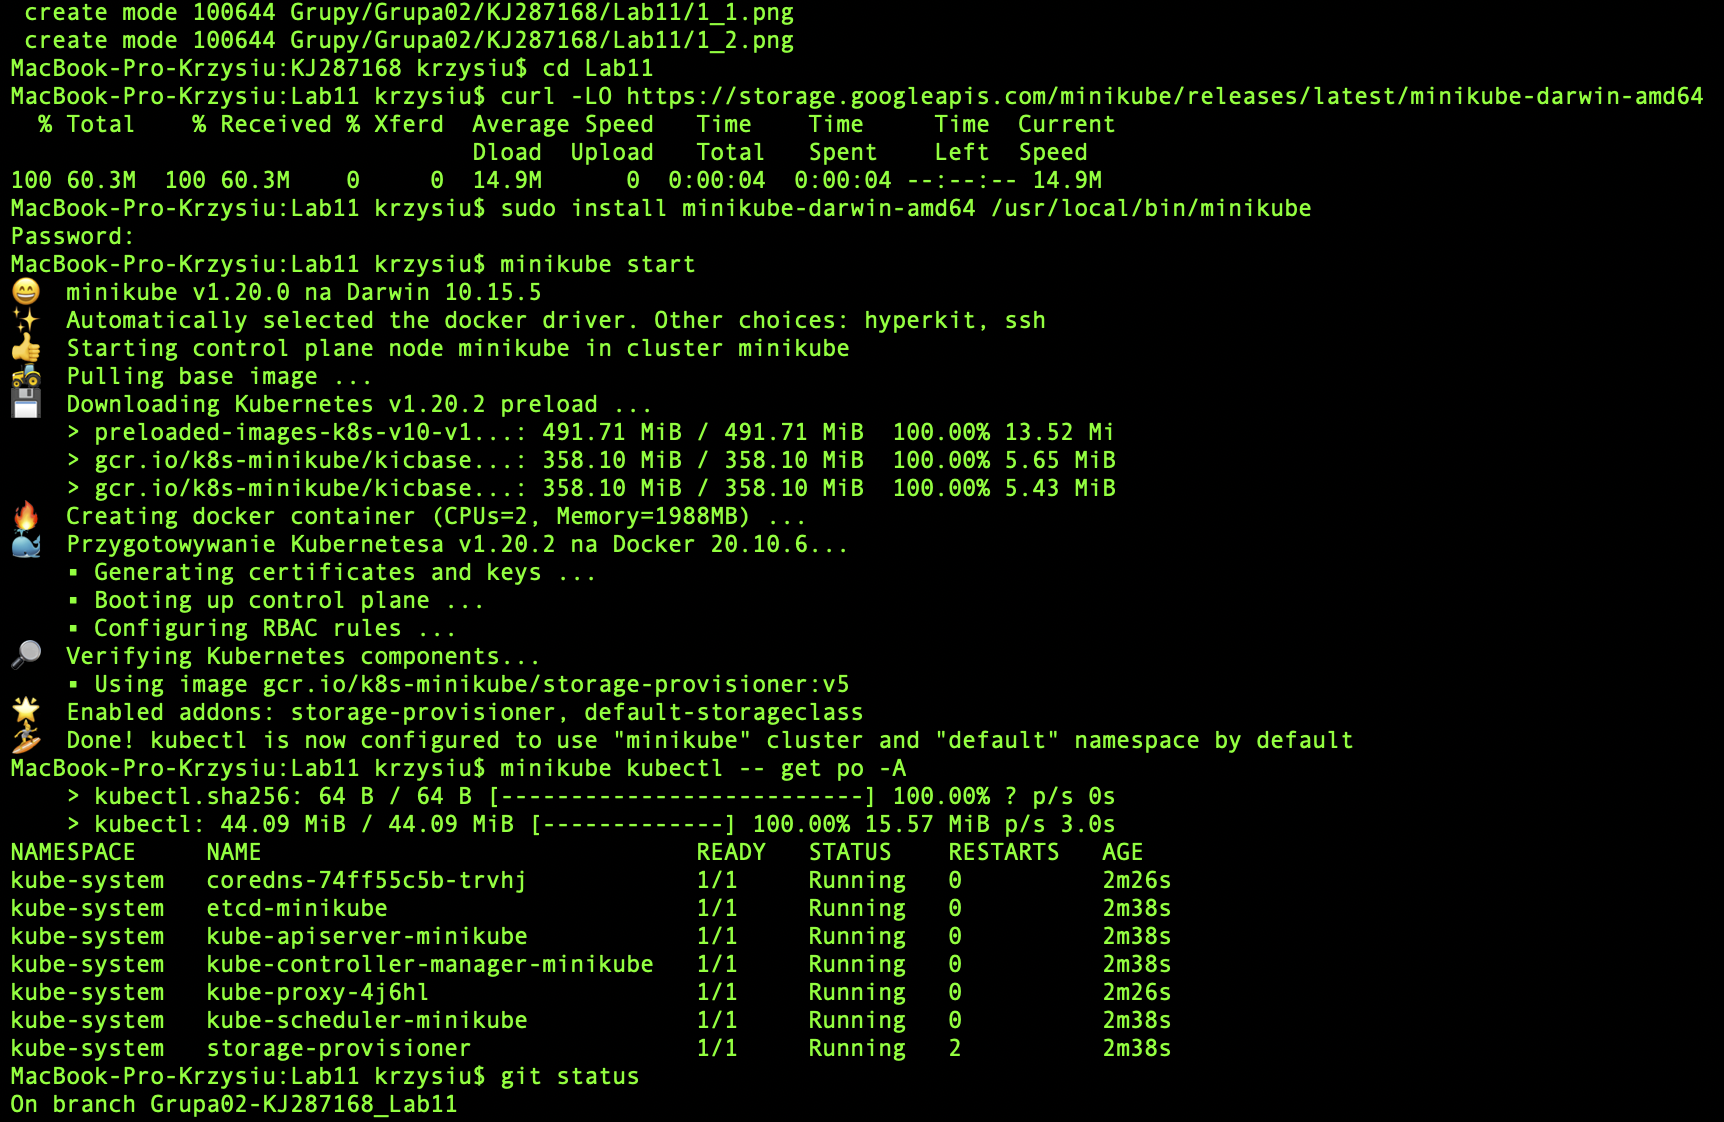 create mode 100644 Grupy/Grupa02/KJ287168/Lab11/1_1.png
create mode 100644 Grupy/Grupa02/KJ287168/Lab11/1_2.png
MacBook-Pro-Krzysiu:KJ287168 krzysiu$ cd Lab11
MacBook-Pro-Krzysiu:Lab11 krzysiu$ curl -LO https://storage.googleapis.com/minikube/releases/latest/minikube-darwin-amd64
  % Total    % Received % Xferd  Average Speed   Time    Time     Time  Current
                                 Dload  Upload   Total   Spent    Left  Speed
100 60.3M  100 60.3M    0     0  14.9M      0  0:00:04  0:00:04 --:--:-- 14.9M
MacBook-Pro-Krzysiu:Lab11 krzysiu$ sudo install minikube-darwin-amd64 /usr/local/bin/minikube
Password:
MacBook-Pro-Krzysiu:Lab11 krzysiu$ minikube start
😄  minikube v1.20.0 na Darwin 10.15.5
✨  Automatically selected the docker driver. Other choices: hyperkit, ssh
👍  Starting control plane node minikube in cluster minikube
🚜  Pulling base image ...
💾  Downloading Kubernetes v1.20.2 preload ...
    > preloaded-images-k8s-v10-v1...: 491.71 MiB / 491.71 MiB  100.00% 13.52 Mi
    > gcr.io/k8s-minikube/kicbase...: 358.10 MiB / 358.10 MiB  100.00% 5.65 MiB
    > gcr.io/k8s-minikube/kicbase...: 358.10 MiB / 358.10 MiB  100.00% 5.43 MiB
🔥  Creating docker container (CPUs=2, Memory=1988MB) ...
🐳  Przygotowywanie Kubernetesa v1.20.2 na Docker 20.10.6...
    ▪ Generating certificates and keys ...
    ▪ Booting up control plane ...
    ▪ Configuring RBAC rules ...
🔎  Verifying Kubernetes components...
    ▪ Using image gcr.io/k8s-minikube/storage-provisioner:v5
🌟  Enabled addons: storage-provisioner, default-storageclass
🏄  Done! kubectl is now configured to use "minikube" cluster and "default" namespace by default
MacBook-Pro-Krzysiu:Lab11 krzysiu$ minikube kubectl -- get po -A
    > kubectl.sha256: 64 B / 64 B [--------------------------] 100.00% ? p/s 0s
    > kubectl: 44.09 MiB / 44.09 MiB [-------------] 100.00% 15.57 MiB p/s 3.0s
NAMESPACE     NAME                               READY   STATUS    RESTARTS   AGE
kube-system   coredns-74ff55c5b-trvhj            1/1     Running   0          2m26s
kube-system   etcd-minikube                      1/1     Running   0          2m38s
kube-system   kube-apiserver-minikube            1/1     Running   0          2m38s
kube-system   kube-controller-manager-minikube   1/1     Running   0          2m38s
kube-system   kube-proxy-4j6hl                   1/1     Running   0          2m26s
kube-system   kube-scheduler-minikube            1/1     Running   0          2m38s
kube-system   storage-provisioner                1/1     Running   2          2m38s
MacBook-Pro-Krzysiu:Lab11 krzysiu$ git status
On branch Grupa02-KJ287168_Lab11